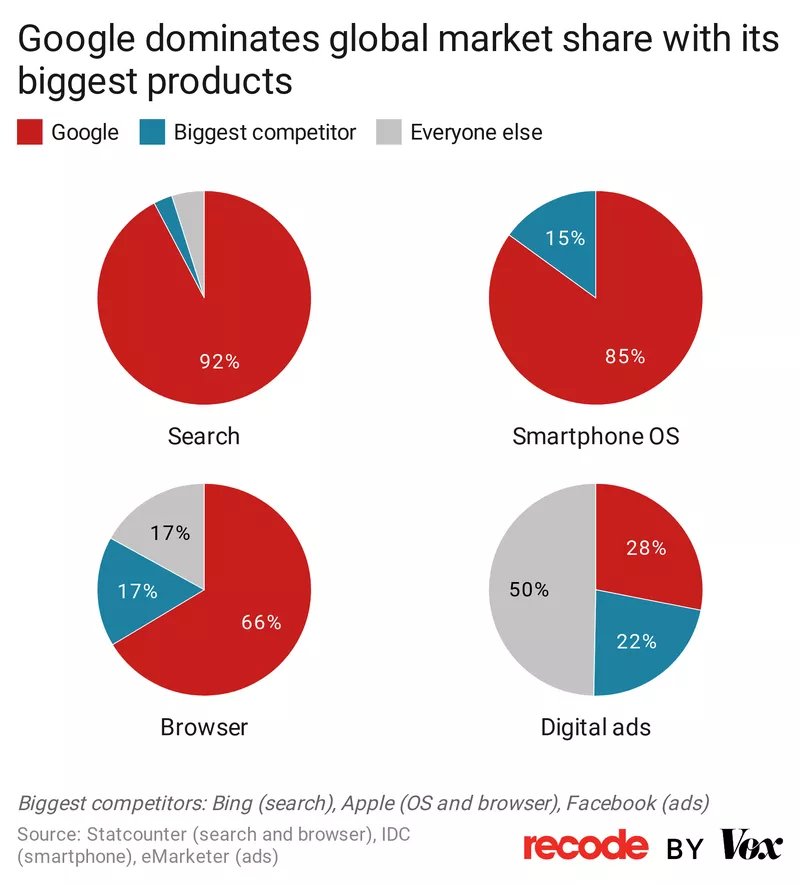 Google dominates global market share with its
biggest products
Google Biggest competitor Everyone else
92%
Search
15%
85%
Smartphone OS
17%
17%
66%
Browser
28%
50%
22%
Digital ads
Biggest competitors: Bing (search), Apple (OS and browser), Facebook (ads)
Source: Statcounter (search and browser), IDC
(smartphone), eMarketer (ads)
recode BY Vox